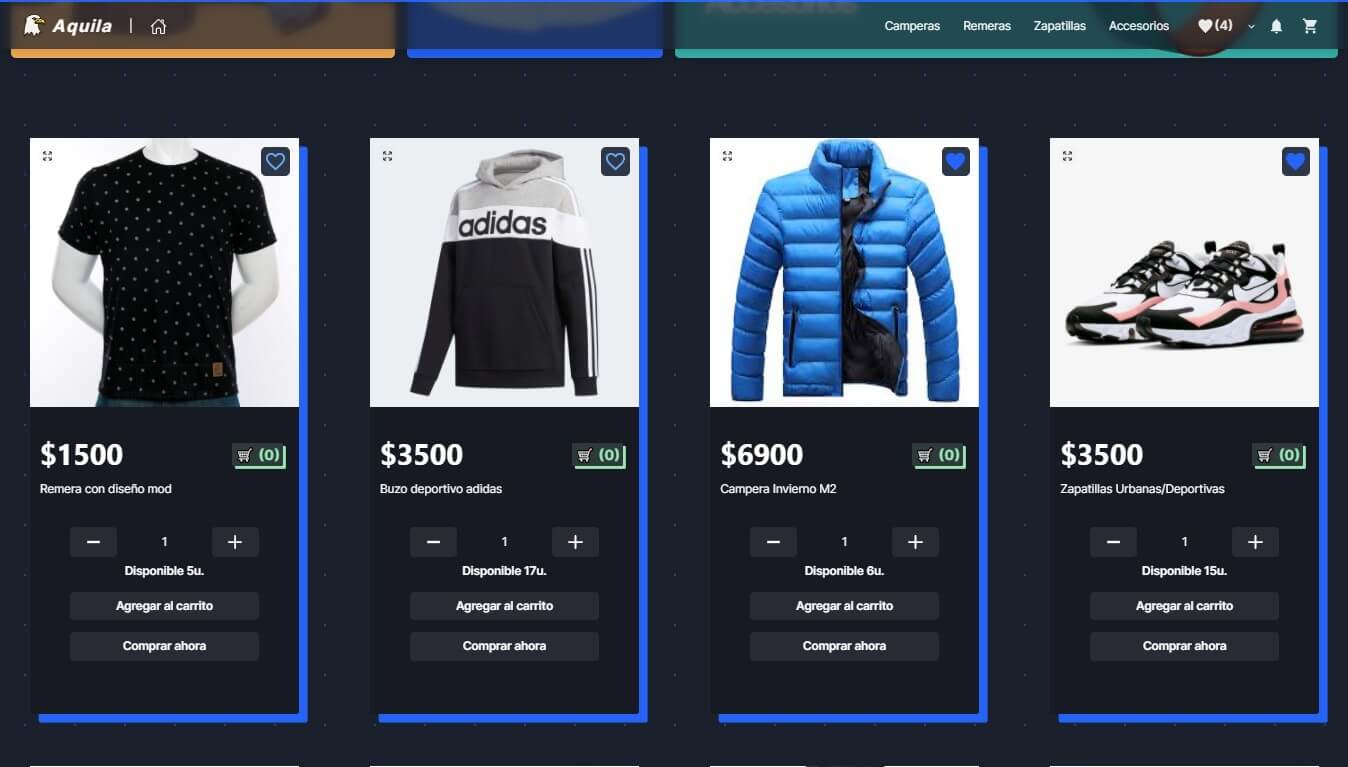 Accesorios
Aquila
Camperas
Remeras
Zapatillas
Accesorios
(4)
adidas
$1500
(0)
Remera con diseño mod
1
Disponible 5u.
Agregar al carrito
Comprar ahora
$3500
(0)
Buzo deportivo adidas
1
Disponible 17u.
Agregar al carrito
Comprar ahora
$6900
(0)
Campera Invierno M2
1
Disponible 6u.
Agregar al carrito
Comprar ahora
$3500
(0)
Zapatillas Urbanas/Deportivas
1
Disponible 15u.
Agregar al carrito
Comprar ahora